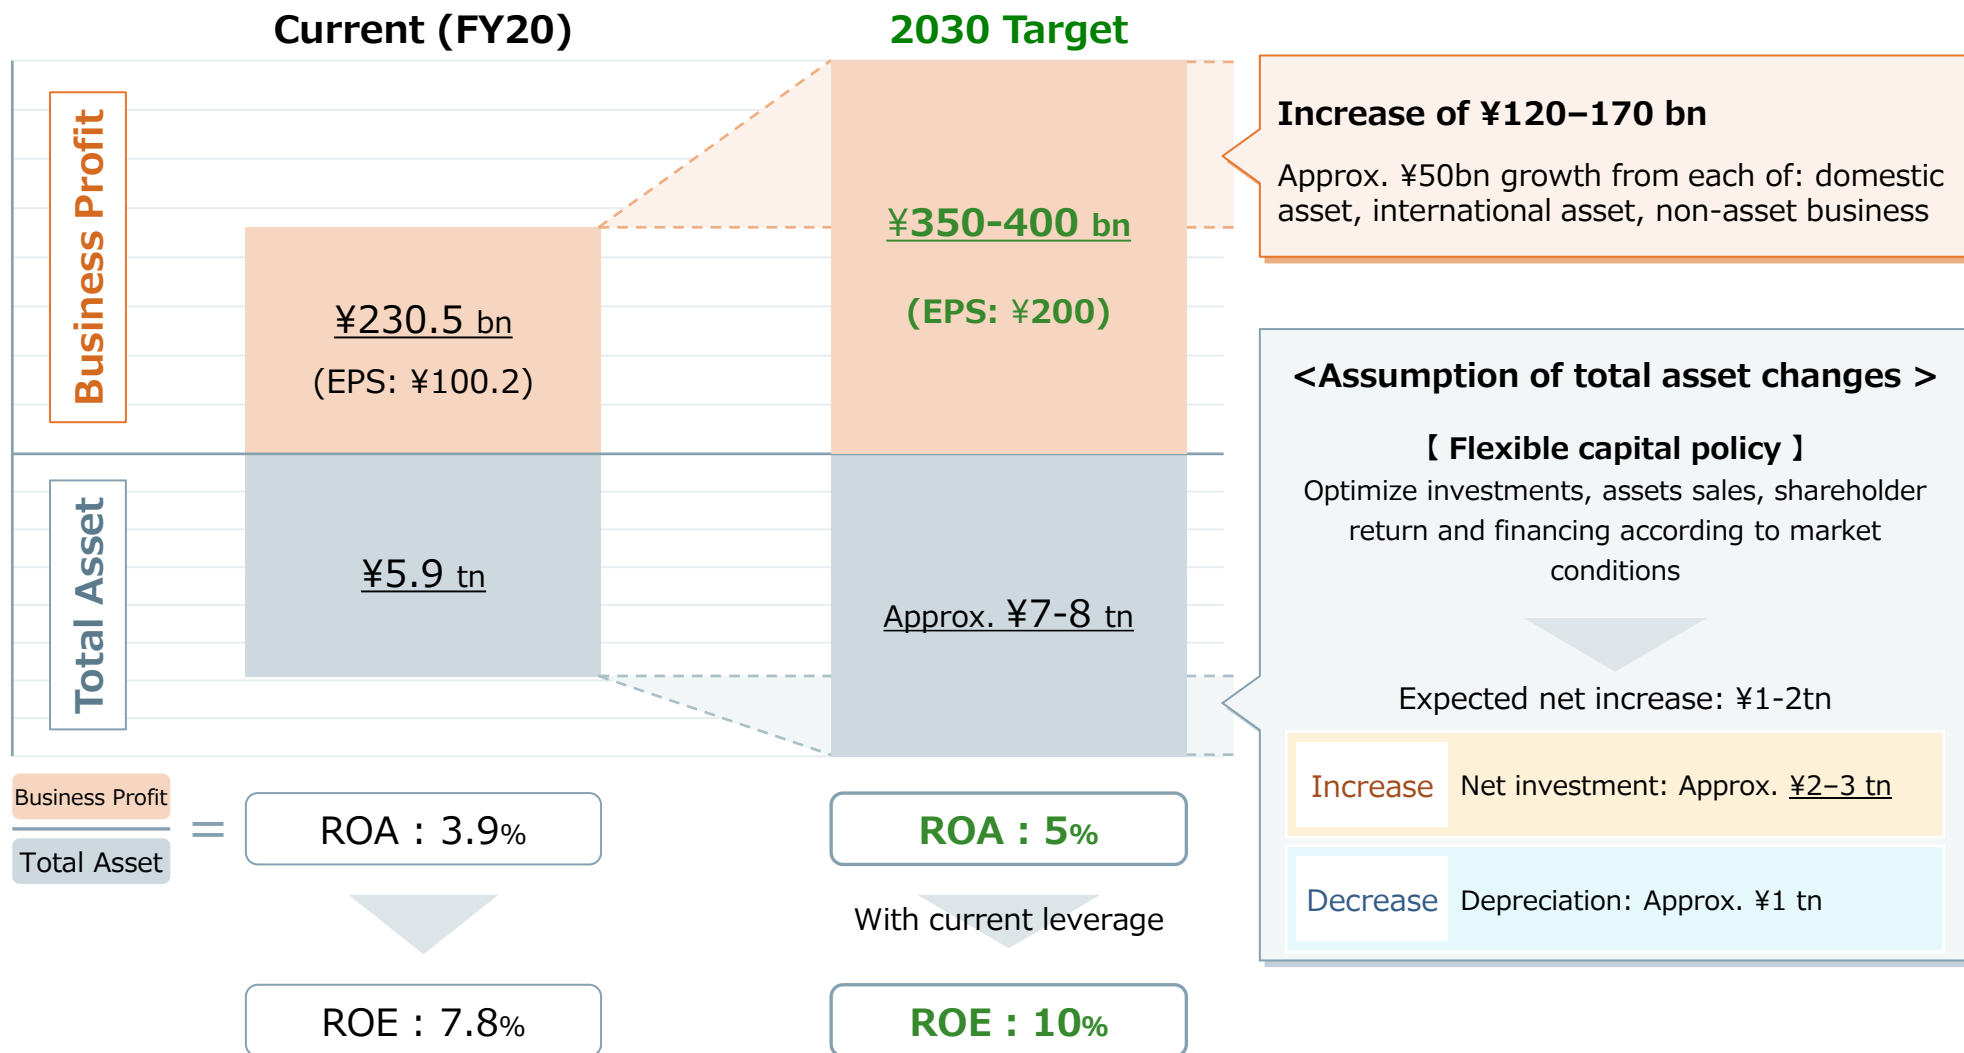 Current (FY20)
2030 Target
Business Profit
¥230.5 bn
(EPS: ¥100.2)
¥350-400 bn
(EPS: ¥200)
Increase of ¥120–170 bn
Approx. ¥50bn growth from each of: domestic
asset, international asset, non-asset business
Total Asset
¥5.9 tn
Approx. ¥7-8 tn
<Assumption of total asset changes >
【 Flexible capital policy 】
Optimize investments, assets sales, shareholder
return and financing according to market
conditions
Expected net increase: ¥1-2tn
Increase
Net investment: Approx. ¥2–3 tn
Decrease
Depreciation: Approx. ¥1 tn
Business Profit
Total Asset
=
ROA : 3.9%
ROA : 5%
With current leverage
ROE : 7.8%
ROE : 10%